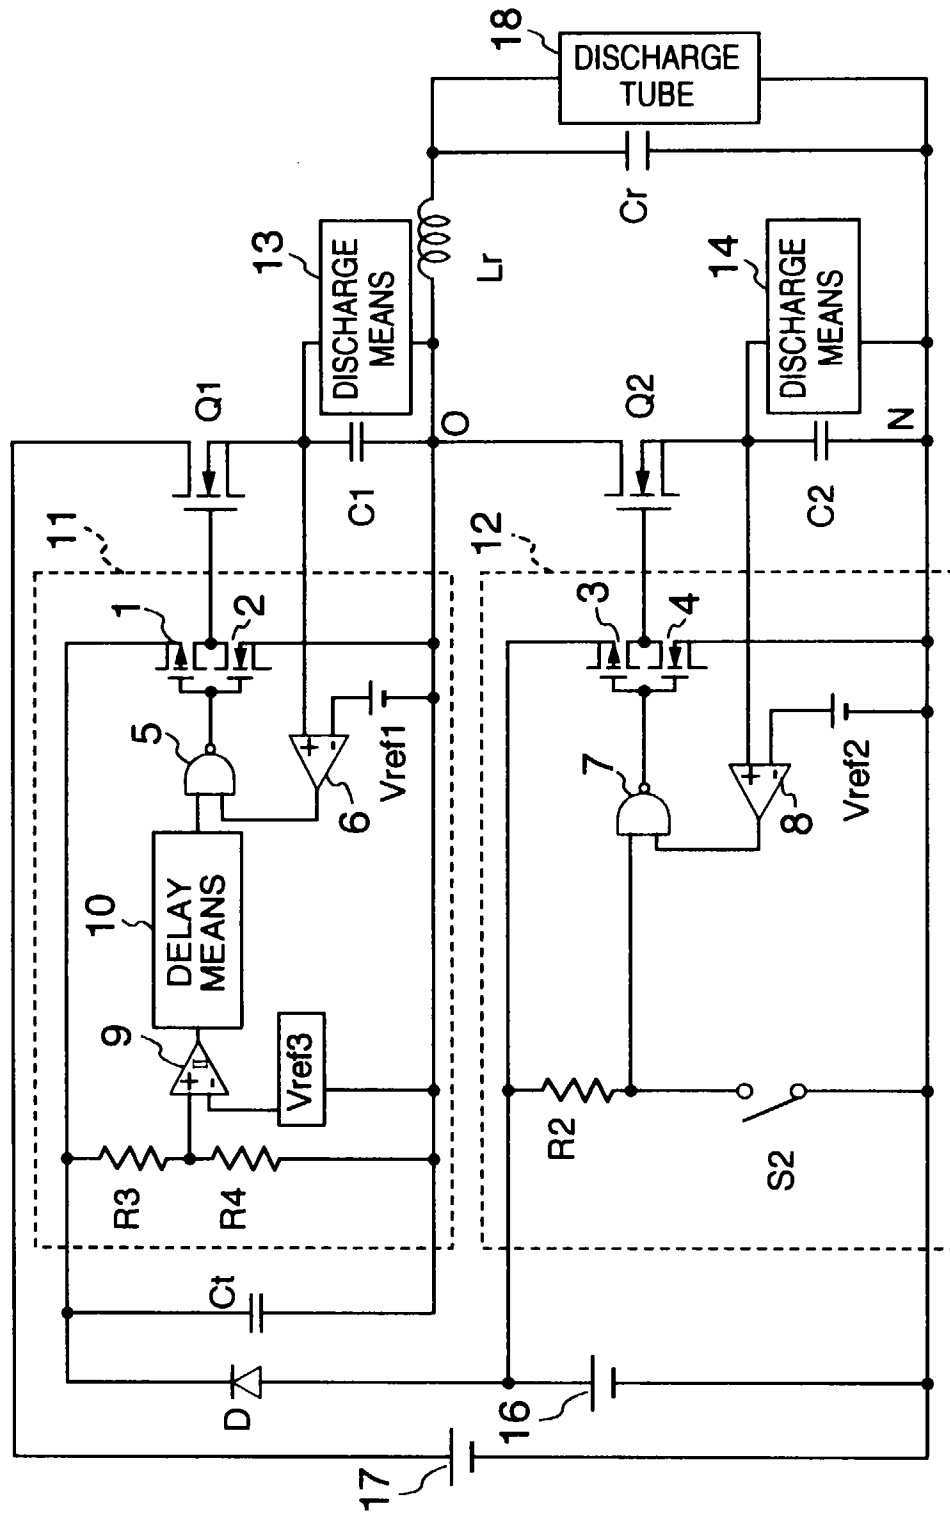 18
DISCHARGE
TUBE
Cr
13
DISCHARGE
MEANS
Lr
14
DISCHARGE
MEANS
Q1
C1
O
Q2
C2
N
11
12
1
2
5
+
-
6
Vref1
3
4
7
+
-
8
Vref2
10
DELAY
MEANS
9
+
-
Vref3
R3
R4
R2
S2
Ct
D
16
17